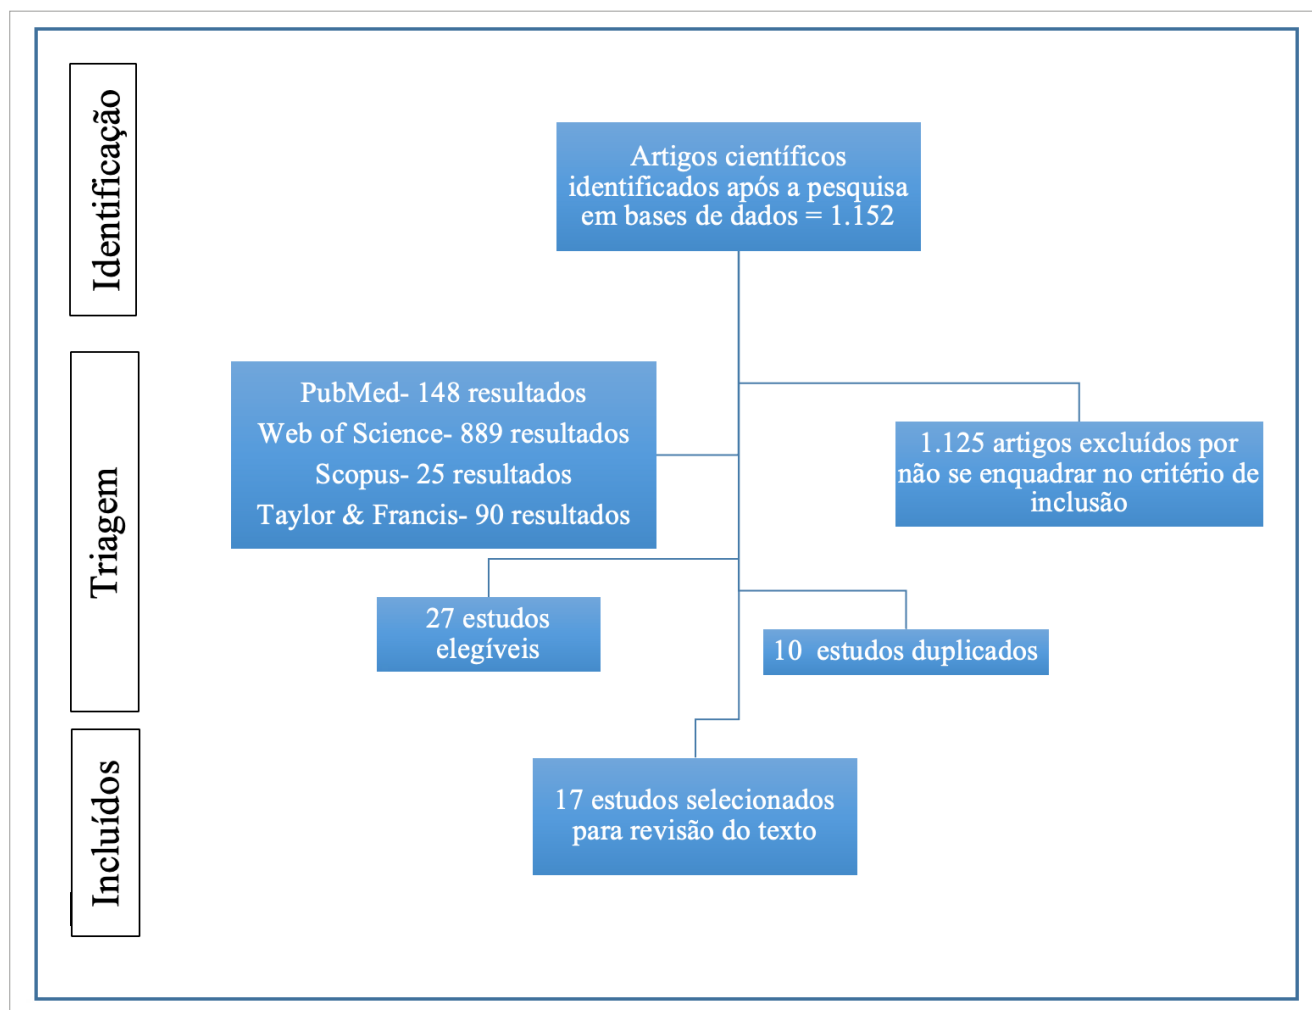 Identificação
Artigos científicos
identificados após a pesquisa
em bases de dados = 1.152
Triagem
PubMed- 148 resultados
Web of Science- 889 resultados
Scopus- 25 resultados
Taylor & Francis- 90 resultados
1.125 artigos excluídos por
não se enquadrar no critério de
inclusão
27 estudos
elegíveis
10  estudos duplicados
Incluídos
17 estudos selecionados
para revisão do texto